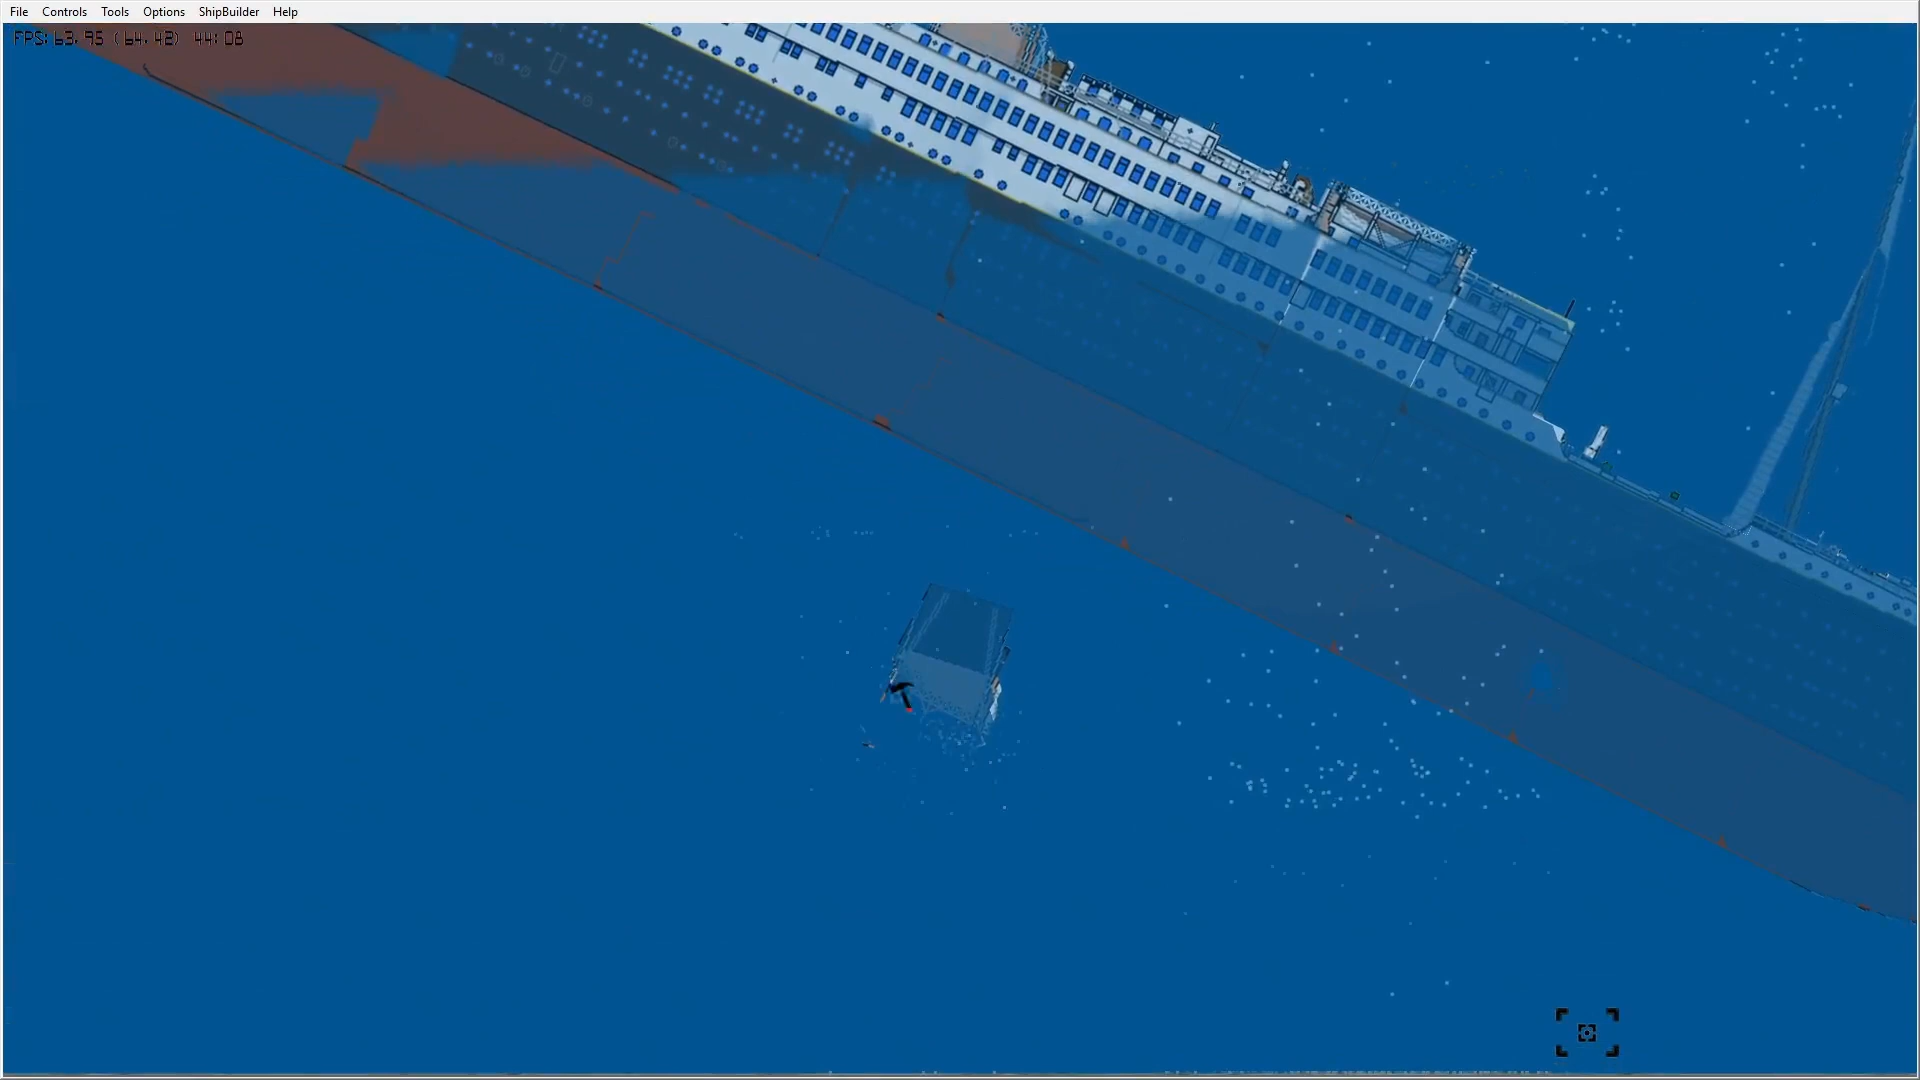 File Controls Tools Options ShipBuilder Help
FPS: 63.95 (64.42) 44:08